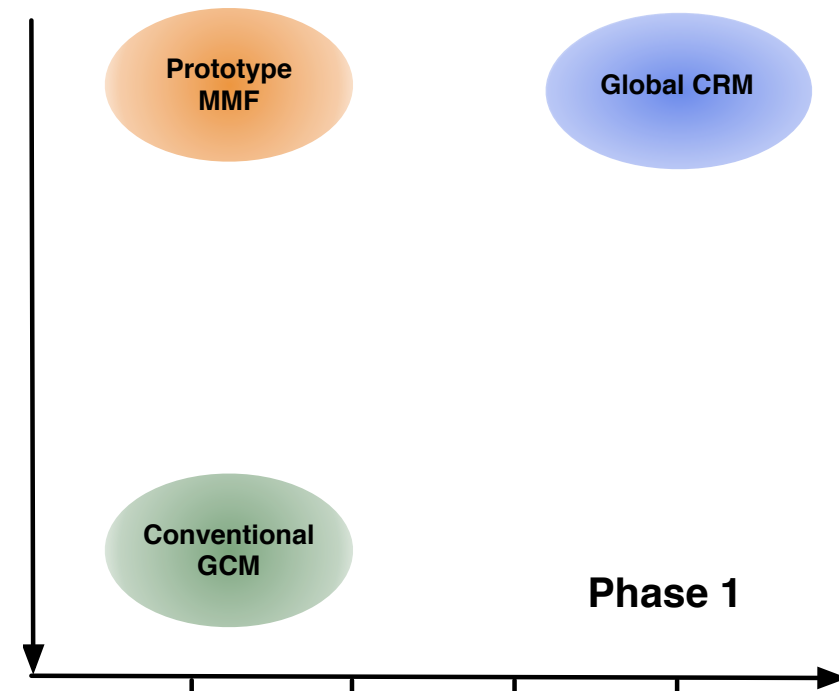 Prototype
MMF
Global CRM
Conventional
GCM
Phase 1